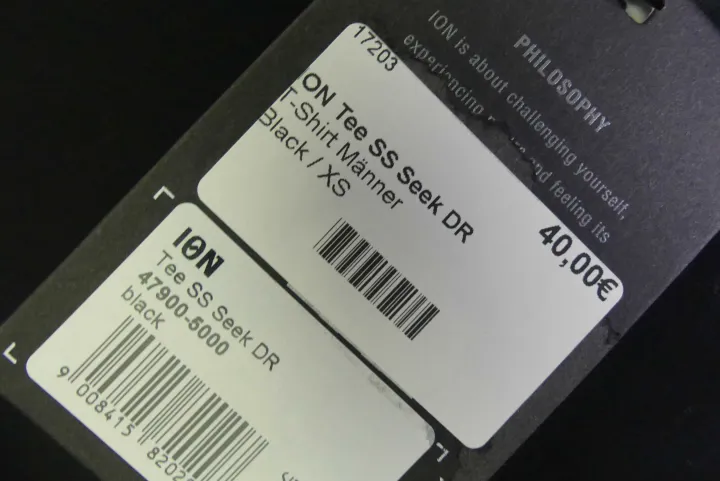 PHILOSOPHY
ION is about challenging yourself,
experiencing and feeling its
17203
ON Tee SS Seek DR
T-Shirt Männer
Black / XS
40,00€
ION
Tee SS Seek DR
47900-5000
black
9 008415 8202